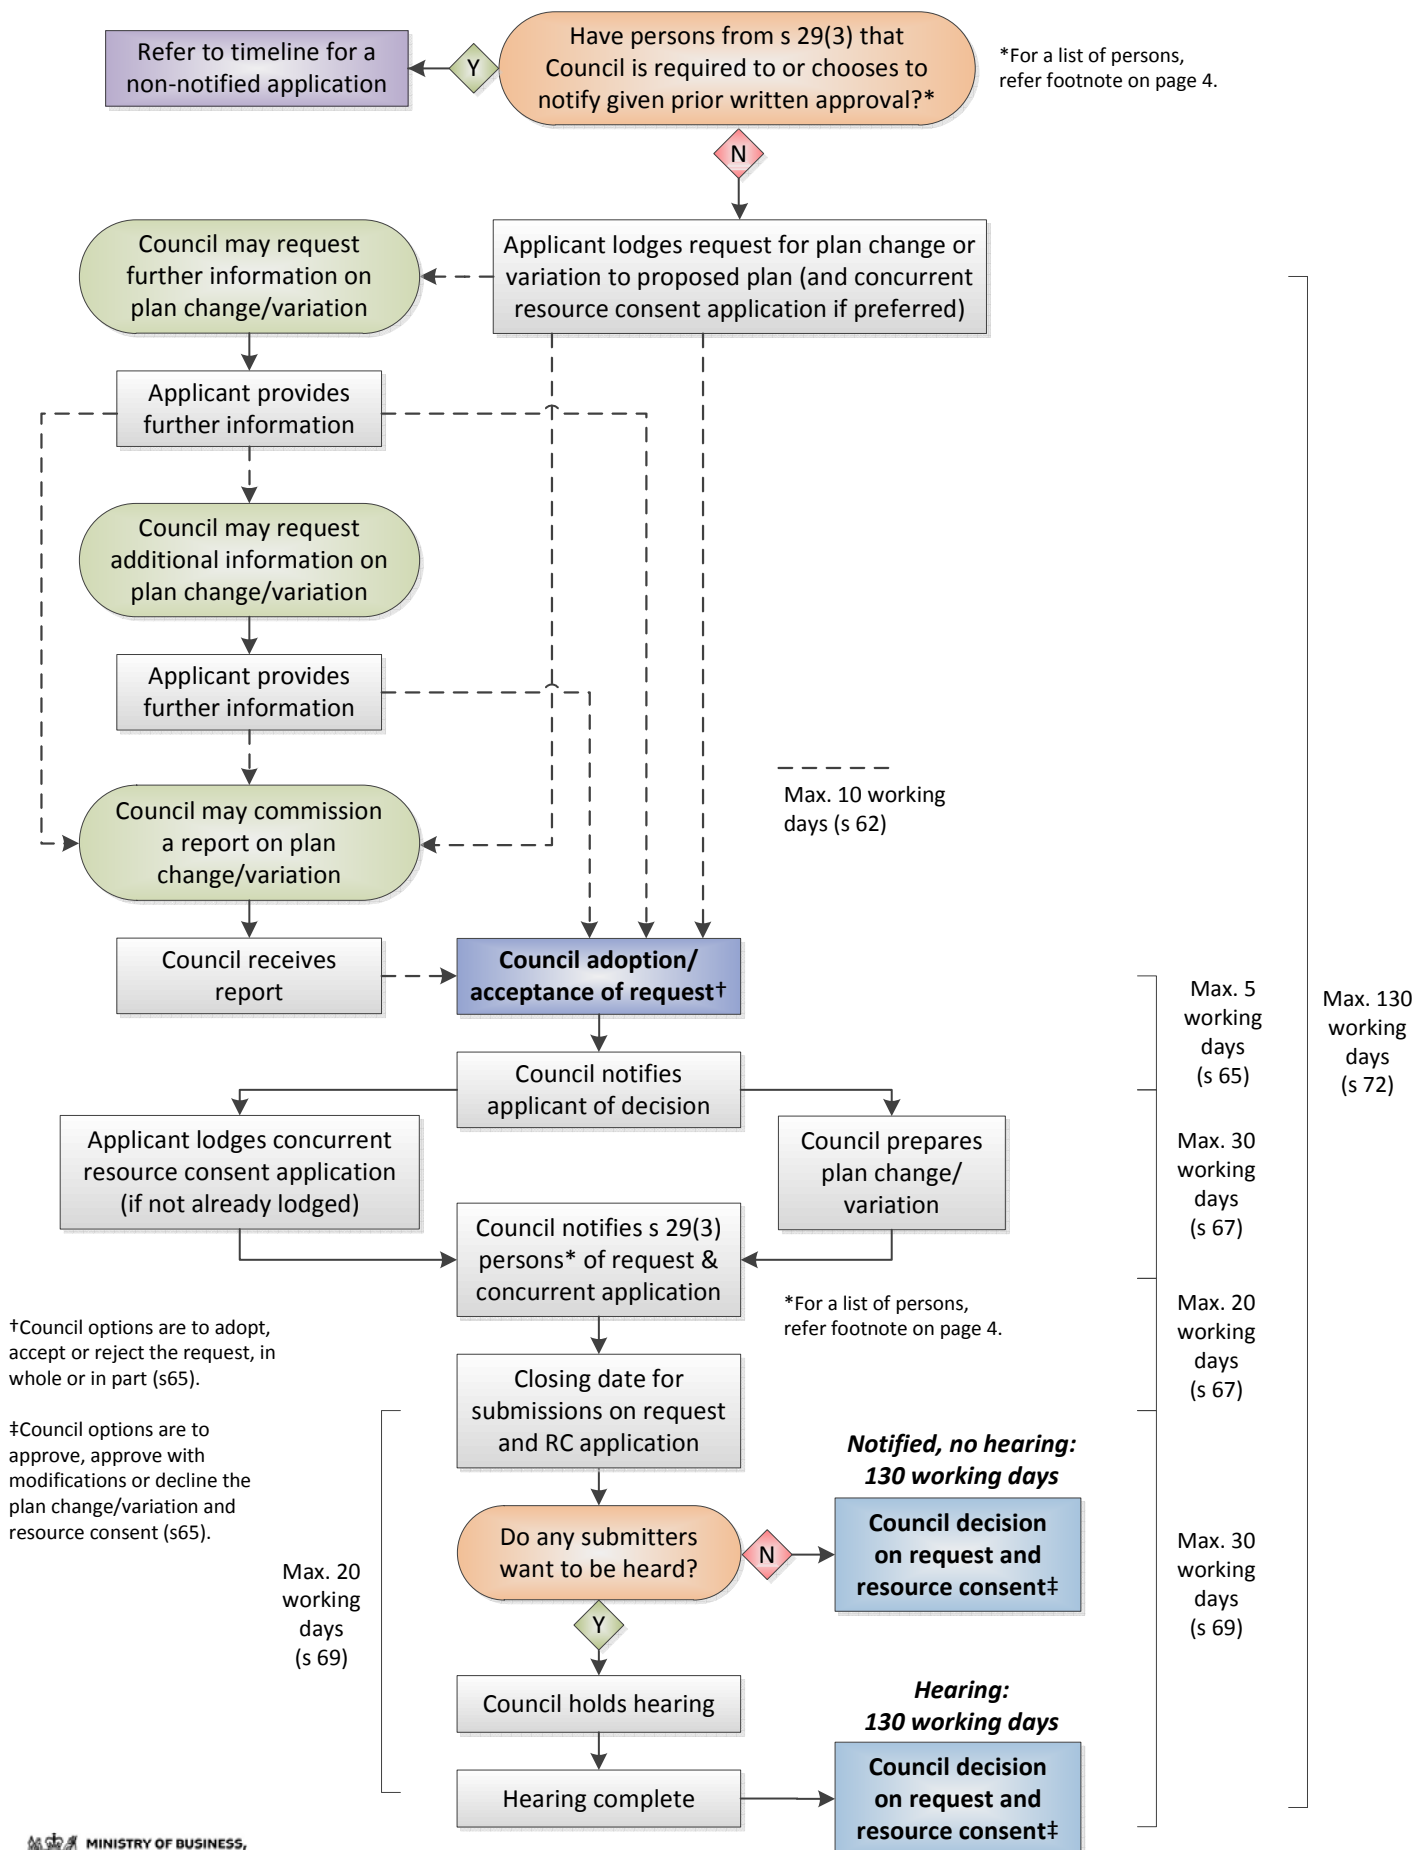 Refer to timeline for a
non-notified application
Y
Have persons from s 29(3) that
Council is required to or chooses to
notify given prior written approval?*
*For a list of persons,
refer footnote on page 4.
N
Council may request
further information on
plan change/variation
Applicant lodges request for plan change or
variation to proposed plan (and concurrent
resource consent application if preferred)
Applicant provides
further information
Council may request
additional information on
plan change/variation
Applicant provides
further information
Max. 10 working
days (s 62)
Council may commission
a report on plan
change/variation
Council receives
report
Council adoption/
acceptance of request†
Max. 5
working
days
(s 65)
Max. 130
working
days
(s 72)
Council notifies
applicant of decision
Applicant lodges concurrent
resource consent application
(if not already lodged)
Council prepares
plan change/
variation
Max. 30
working
days
(s 67)
Council notifies s 29(3)
persons* of request &
concurrent application
*For a list of persons,
refer footnote on page 4.
Max. 20
working
days
(s 67)
†Council options are to adopt,
accept or reject the request, in
whole or in part (s65).
‡Council options are to
approve, approve with
modifications or decline the
plan change/variation and
resource consent (s65).
Closing date for
submissions on request
and RC application
Notified, no hearing:
130 working days
Do any submitters
want to be heard?
N
Council decision
on request and
resource consent‡
Max. 20
working
days
(s 69)
Max. 30
working
days
(s 69)
Y
Council holds hearing
Hearing:
130 working days
Hearing complete
Council decision
on request and
resource consent‡
MINISTRY OF BUSINESS,